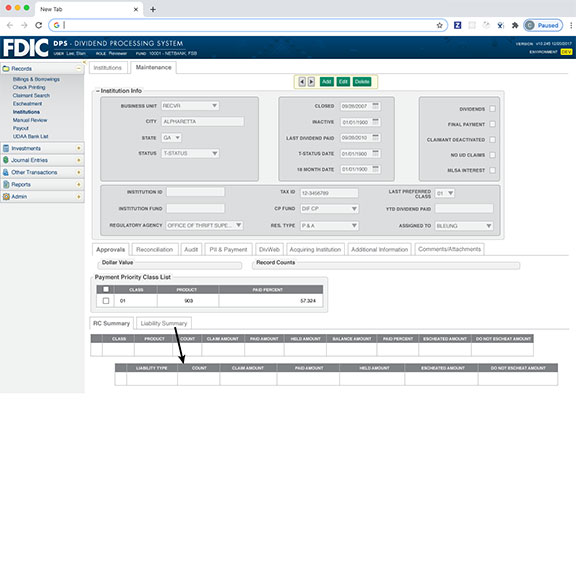 New Tab
G
Paused
FDIC DPS - DIVIDEND PROCESSING SYSTEM
USER Lee, Stan ROLE Reviewer FUND 10001 - NETBANK, FSB
VERSION v10.245 12/20/2017
ENVIRONMENT DEV
Records
Billings & Borrowings
Check Printing
Claimant Search
Escheatment
Institutions
Manual Review
Payout
UDAA Bank List
Investments
Journal Entries
Other Transactions
Reports
Admin
Institutions Maintenance
Add Edit Delete
Institution Info
BUSINESS UNIT RECVR
CITY ALPHARETTA
STATE GA
STATUS T-STATUS
CLOSED 09/28/2007
INACTIVE 01/01/1900
LAST DIVIDEND PAID 09/28/2010
T-STATUS DATE 01/01/1900
18 MONTH DATE 01/01/1900
DIVIDENDS
FINAL PAYMENT
CLAIMANT DEACTIVATED
NO UD CLAIMS
MLSA INTEREST
INSTITUTION ID
INSTITUTION FUND
REGULATORY AGENCY OFFICE OF THRIFT SUPE...
TAX ID 12-3456789
CP FUND DIF CP
RES. TYPE P & A
LAST PREFERRED CLASS 01
YTD DIVIDEND PAID
ASSIGNED TO BLEUNG
Approvals Reconciliation Audit PII & Payment DivWeb Acquiring Institution Additional Information Comments/Attachments
Dollar Value Record Counts
Payment Priority Class List
CLASS PRODUCT PAID PERCENT
01 903 57.324
RC Summary Liability Summary
CLASS PRODUCT COUNT CLAIM AMOUNT PAID AMOUNT HELD AMOUNT BALANCE AMOUNT PAID PERCENT ESCHEATED AMOUNT DO NOT ESCHEAT AMOUNT
LIABILITY TYPE COUNT CLAIM AMOUNT PAID AMOUNT HELD AMOUNT ESCHEATED AMOUNT DO NOT ESCHEAT AMOUNT